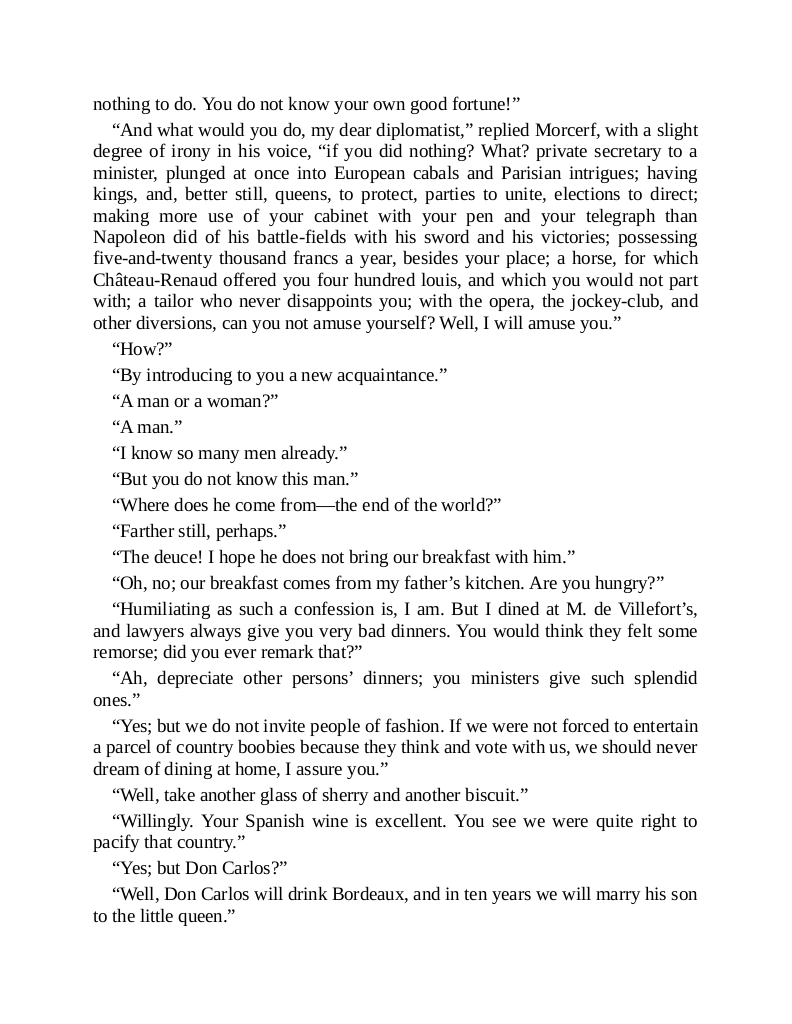 nothing to do. You do not know your own good fortune!”
“And what would you do, my dear diplomatist,” replied Morcerf, with a slight
degree of irony in his voice, “if you did nothing? What? private secretary to a
minister, plunged at once into European cabals and Parisian intrigues; having
kings, and, better still, queens, to protect, parties to unite, elections to direct;
making more use of your cabinet with your pen and your telegraph than
Napoleon did of his battle-fields with his sword and his victories; possessing
five-and-twenty thousand francs a year, besides your place; a horse, for which
Château-Renaud offered you four hundred louis, and which you would not part
with; a tailor who never disappoints you; with the opera, the jockey-club, and
other diversions, can you not amuse yourself? Well, I will amuse you.”
“How?”
“By introducing to you a new acquaintance.”
“A man or a woman?”
“A man.”
“I know so many men already.”
“But you do not know this man.”
“Where does he come from—the end of the world?”
“Farther still, perhaps.”
“The deuce! I hope he does not bring our breakfast with him.”
“Oh, no; our breakfast comes from my father’s kitchen. Are you hungry?”
“Humiliating as such a confession is, I am. But I dined at M. de Villefort’s,
and lawyers always give you very bad dinners. You would think they felt some
remorse; did you ever remark that?”
“Ah, depreciate other persons’ dinners; you ministers give such splendid
ones.”
“Yes; but we do not invite people of fashion. If we were not forced to entertain
a parcel of country boobies because they think and vote with us, we should never
dream of dining at home, I assure you.”
“Well, take another glass of sherry and another biscuit.”
“Willingly. Your Spanish wine is excellent. You see we were quite right to
pacify that country.”
“Yes; but Don Carlos?”
“Well, Don Carlos will drink Bordeaux, and in ten years we will marry his son
to the little queen.”